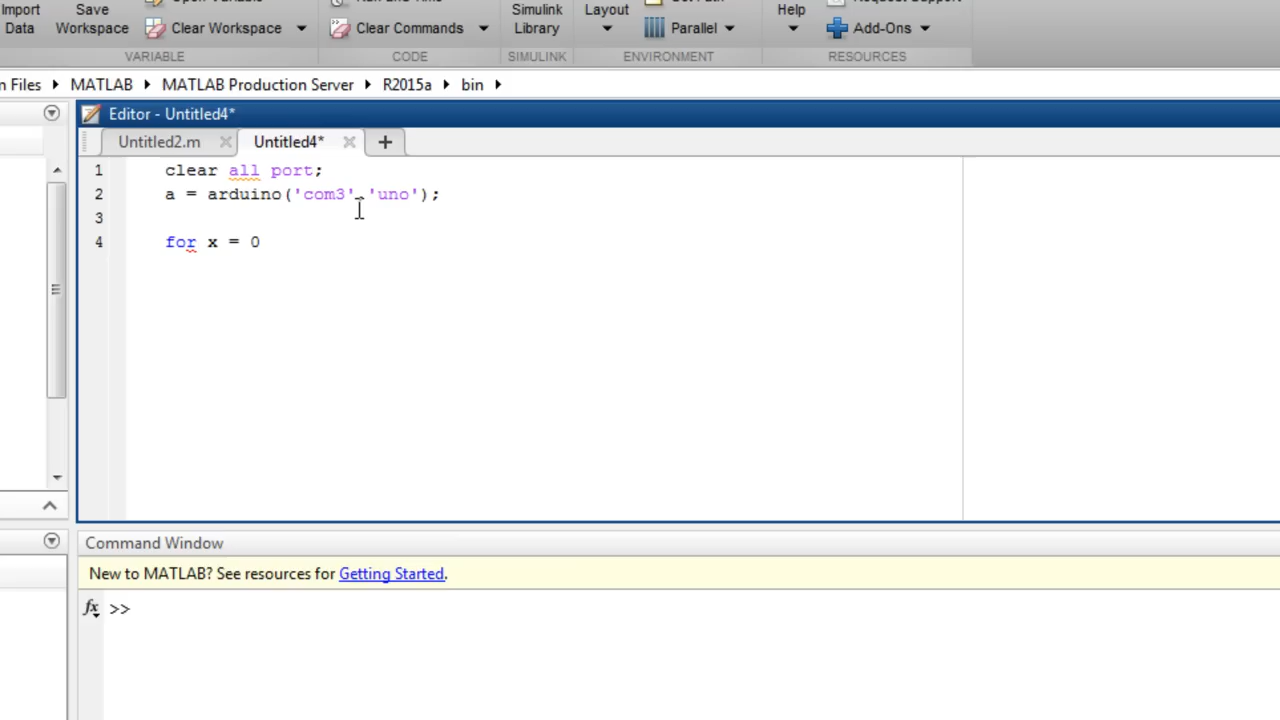 Import Save Simulink Layout Help
Data Workspace Clear Workspace Clear Commands Library Parallel Add-Ons
VARIABLE CODE SIMULINK ENVIRONMENT RESOURCES
Files MATLAB MATLAB Production Server R2015a bin
Editor - Untitled4*
Untitled2.m Untitled4*
1 clear all port;
2 a = arduino('com3','uno');
3
4 for x = 0
Command Window
New to MATLAB? See resources for Getting Started.
fx >>